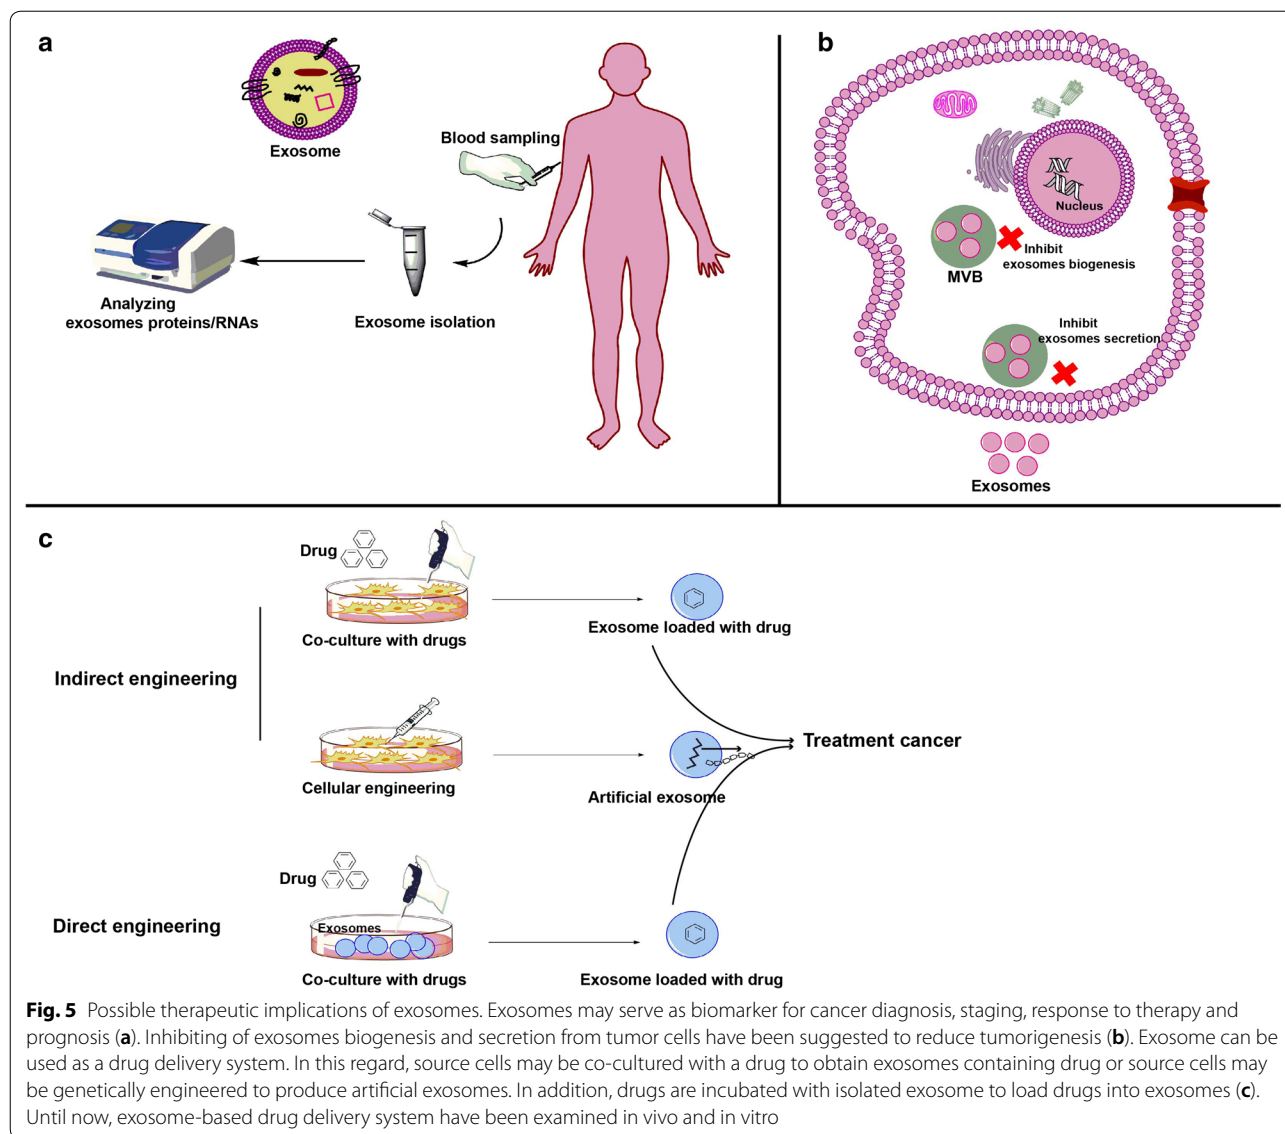 a
Exosome
Blood sampling
Analyzing
exosomes proteins/RNAs
Exosome isolation
b
Nucleus
MVB
Inhibit
exosomes biogenesis
Inhibit
exosomes secretion
Exosomes
c
Indirect engineering
Drug
Co-culture with drugs
Exosome loaded with drug
Cellular engineering
Artificial exosome
Treatment cancer
Direct engineering
Drug
Exosomes
Co-culture with drugs
Exosome loaded with drug
Fig. 5 Possible therapeutic implications of exosomes. Exosomes may serve as biomarker for cancer diagnosis, staging, response to therapy and
prognosis (a). Inhibiting of exosomes biogenesis and secretion from tumor cells have been suggested to reduce tumorigenesis (b). Exosome can be
used as a drug delivery system. In this regard, source cells may be co-cultured with a drug to obtain exosomes containing drug or source cells may
be genetically engineered to produce artificial exosomes. In addition, drugs are incubated with isolated exosome to load drugs into exosomes (c).
Until now, exosome-based drug delivery system have been examined in vivo and in vitro